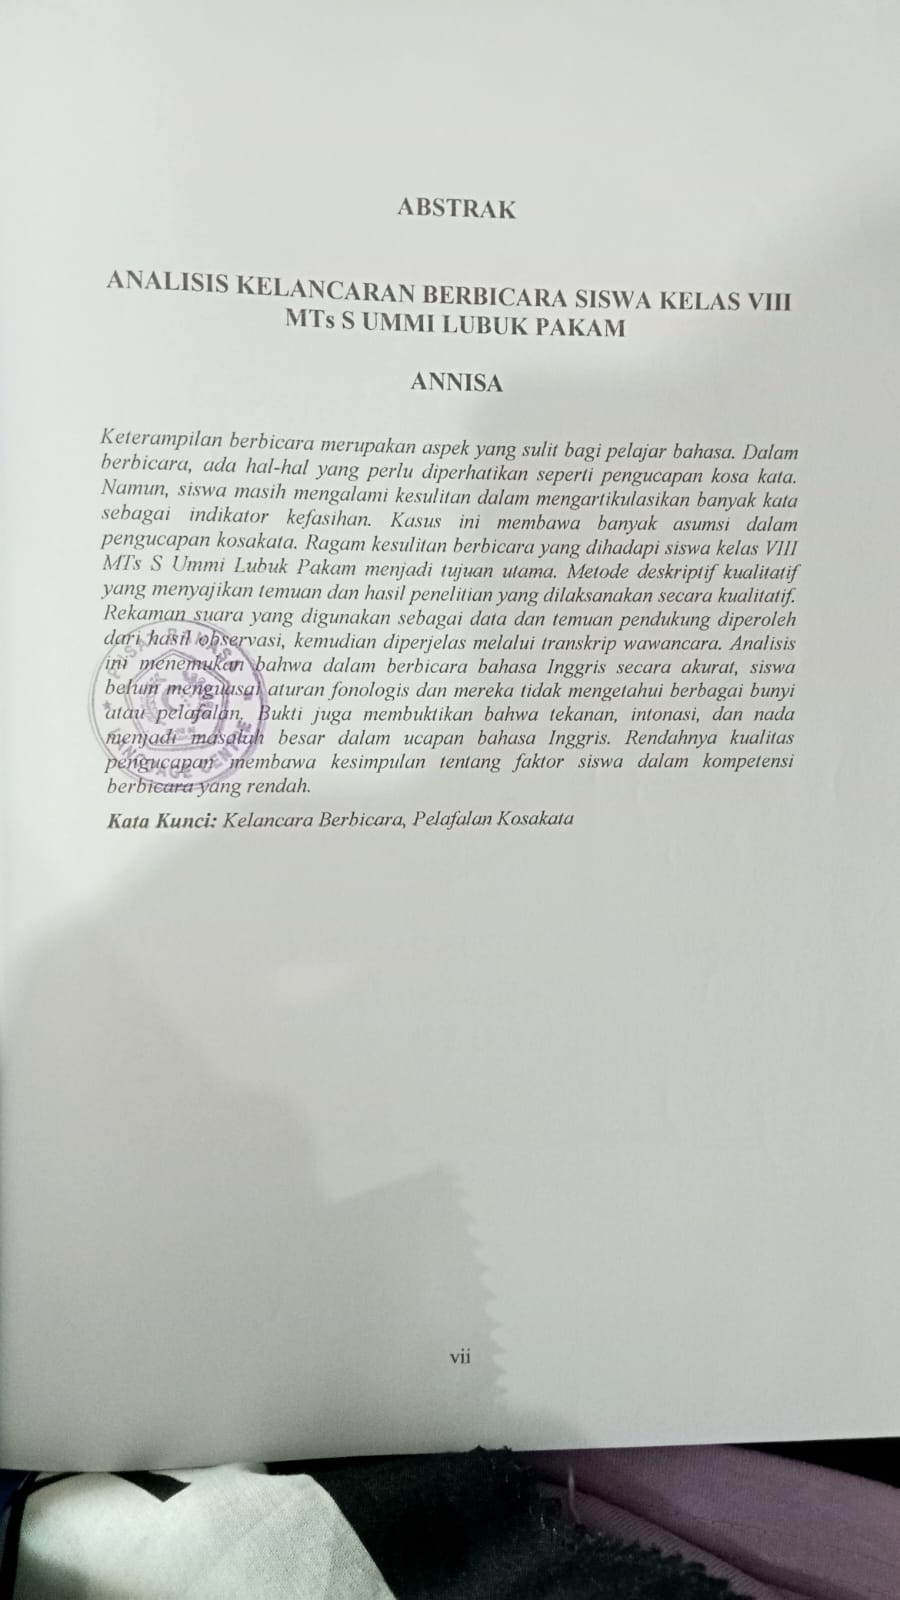 ABSTRAK
ANALISIS KELANCARAN BERBICARA SISWA KELAS VIII
MTs S UMMI LUBUK PAKAM
ANNISA
Keterampilan berbicara merupakan aspek yang sulit bagi pelajar bahasa. Dalam
berbicara, ada hal-hal yang perlu diperhatikan seperti pengucapan kosa kata.
Namun, siswa masih mengalami kesulitan dalam mengartikulasikan banyak kata
sebagai indikator kefasihan. Kasus ini membawa banyak asumsi dalam
pengucapan kosakata. Ragam kesulitan berbicara yang dihadapi siswa kelas VIII
MTs S Ummi Lubuk Pakam menjadi tujuan utama. Metode deskriptif kualitatif
yang menyajikan temuan dan hasil penelitian yang dilaksanakan secara kualitatif.
Rekaman suara yang digunakan sebagai data dan temuan pendukung diperoleh
dari hasil observasi, kemudian diperjelas melalui transkrip wawancara. Analisis
ini menemukan bahwa dalam berbicara bahasa Inggris secara akurat, siswa
belum menguasai aturan fonologis dan mereka tidak mengetahui berbagai bunyi
atau pelafalan. Bukti juga membuktikan bahwa tekanan, intonasi, dan nada
menjadi masalah besar dalam ucapan bahasa Inggris. Rendahnya kualitas
pengucapan membawa kesimpulan tentang faktor siswa dalam kompetensi
berbicara yang rendah.
Kata Kunci: Kelancara Berbicara, Pelafalan Kosakata
LANGUAGE CENTRE
vii